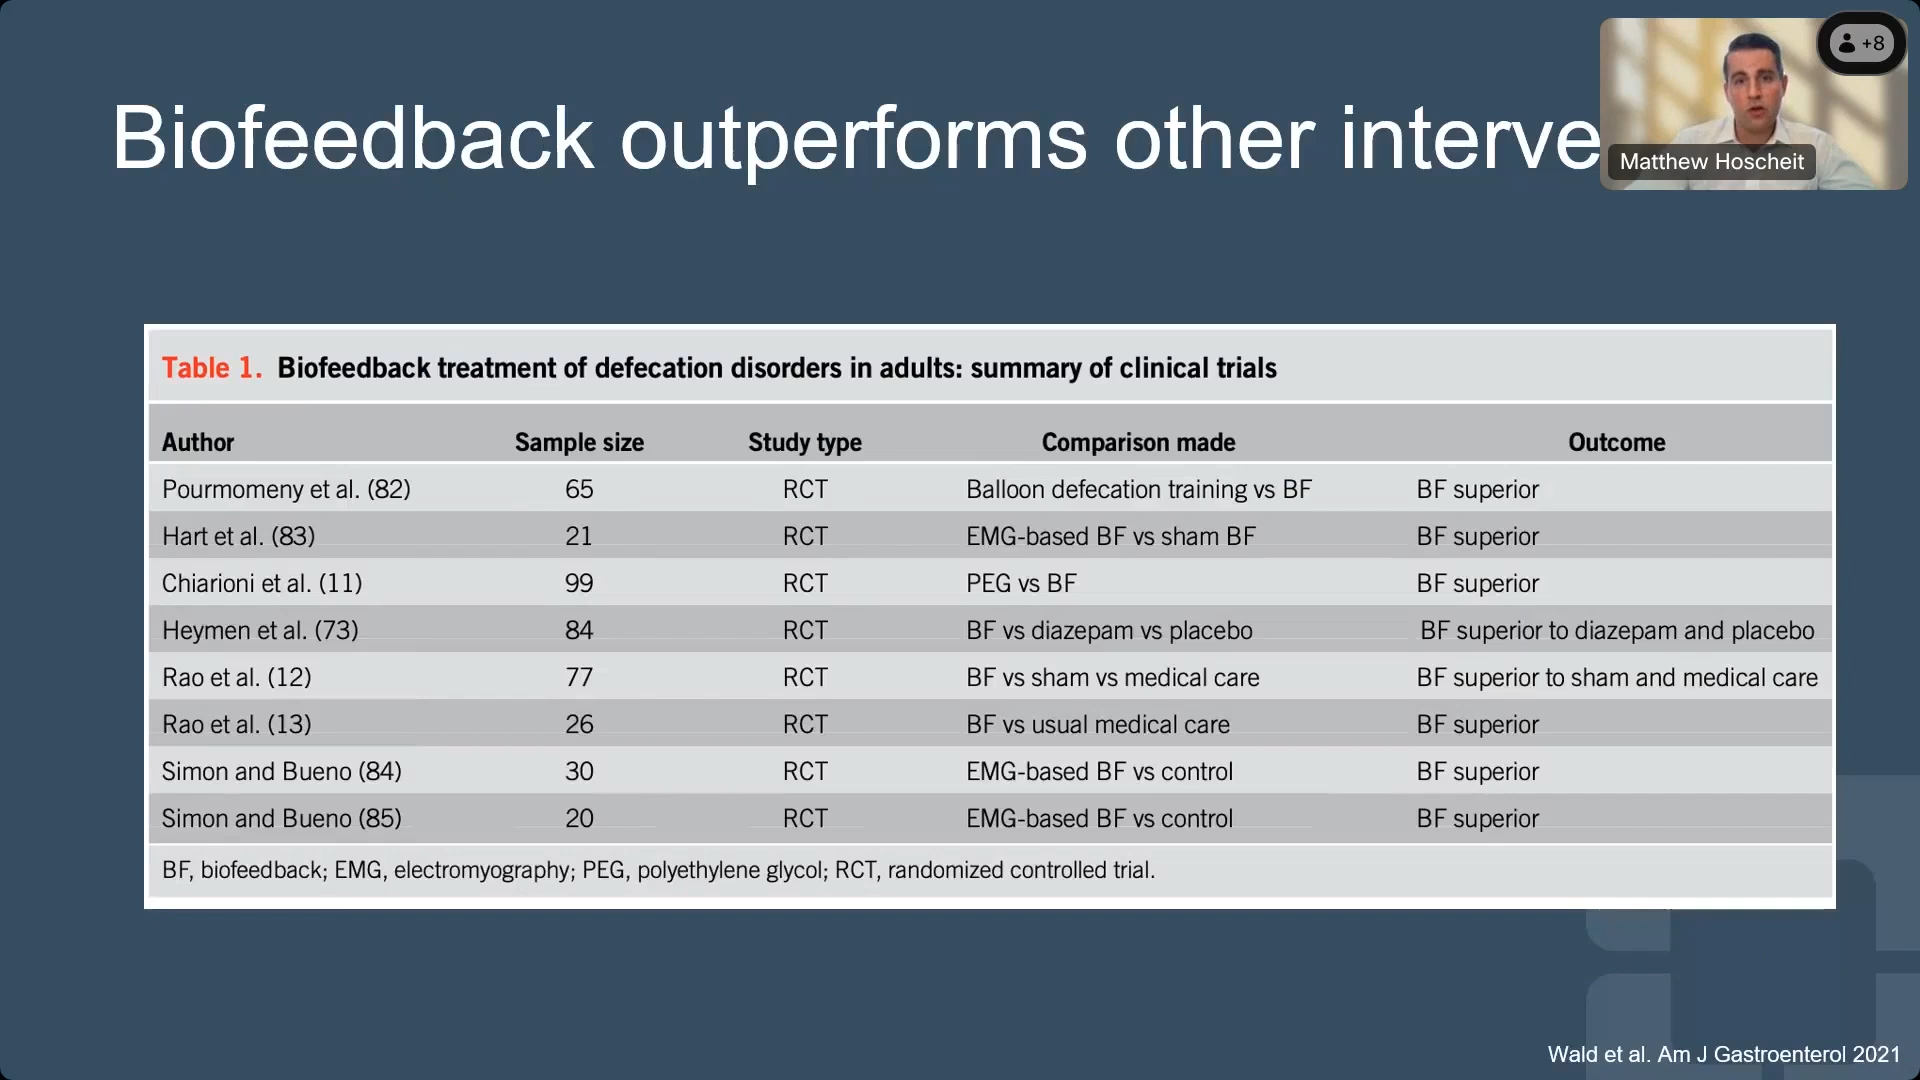 Biofeedback outperforms other interve
+8
Matthew Hoscheit
Table 1. Biofeedback treatment of defecation disorders in adults: summary of clinical trials
Author Sample size Study type Comparison made Outcome
Pourmomeny et al. (82) 65 RCT Balloon defecation training vs BF BF superior
Hart et al. (83) 21 RCT EMG-based BF vs sham BF BF superior
Chiarioni et al. (11) 99 RCT PEG vs BF BF superior
Heymen et al. (73) 84 RCT BF vs diazepam vs placebo BF superior to diazepam and placebo
Rao et al. (12) 77 RCT BF vs sham vs medical care BF superior to sham and medical care
Rao et al. (13) 26 RCT BF vs usual medical care BF superior
Simon and Bueno (84) 30 RCT EMG-based BF vs control BF superior
Simon and Bueno (85) 20 RCT EMG-based BF vs control BF superior
BF, biofeedback; EMG, electromyography; PEG, polyethylene glycol; RCT, randomized controlled trial.
Wald et al. Am J Gastroenterol 2021